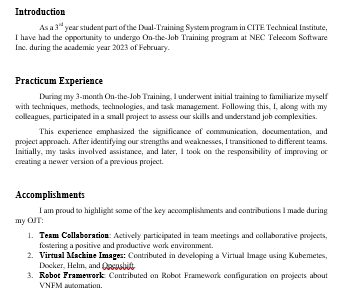 Introduction
As a 3rd year student part of the Dual-Training System program in CITE Technical Institute,
I have had the opportunity to undergo On-the-Job Training program at NEC Telecom Software
Inc. during the academic year 2023 of February.
Practicum Experience
During my 3-month On-the-Job Training, I underwent initial training to familiarize myself
with techniques, methods, technologies, and task management. Following this, I, along with my
colleagues, participated in a small project to assess our skills and understand job complexities.
This experience emphasized the significance of communication, documentation, and
project approach. After identifying our strengths and weaknesses, I transitioned to different teams.
Initially, my tasks involved assistance, and later, I took on the responsibility of improving or
creating a newer version of a previous project.
Accomplishments
I am proud to highlight some of the key accomplishments and contributions I made during
my OJT:
1. Team Collaboration: Actively participated in team meetings and collaborative projects,
fostering a positive and productive work environment.
2. Virtual Machine Images: Contributed in developing a Virtual Image using Kubernetes,
Docker, Helm, and Openshift.
3. Robot Framework: Contributed on Robot Framework configuration on projects about
VNFM automation.